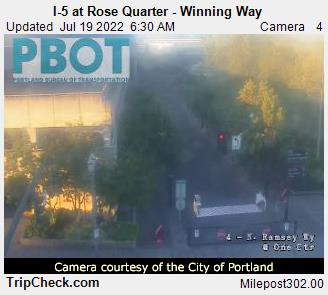 I-5 at Rose Quarter - Winning Way
Updated Jul 19 2022 6:30 AM Camera 4
PBOT
PORTLAND BUREAU OF TRANSPORTATION
4 - N. Ramsey Wy
@ One Ctr
Camera courtesy of the City of Portland
TripCheck.com Milepost302.00